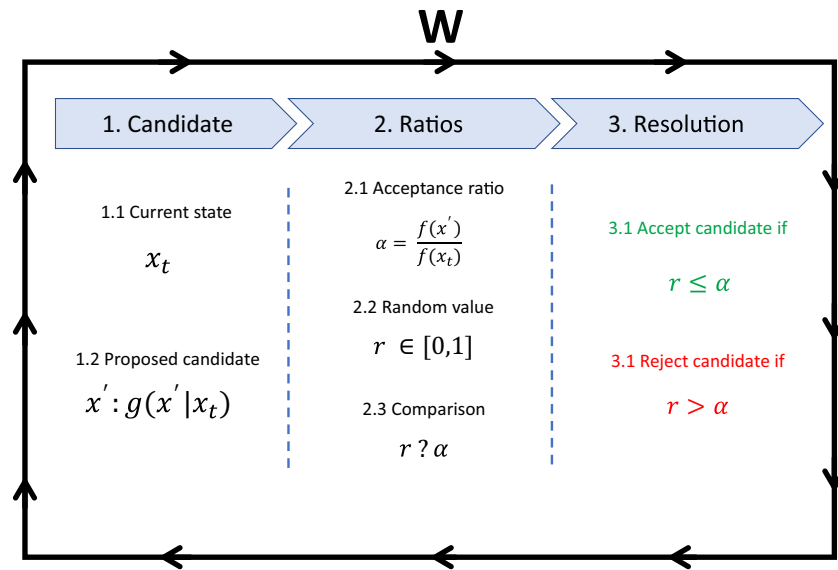 W
1. Candidate
2. Ratios
3. Resolution
1.1 Current state
x_t
1.2 Proposed candidate
x′: g(x′|x_t)
2.1 Acceptance ratio
α = f(x′) / f(x_t)
2.2 Random value
r ∈ [0,1]
2.3 Comparison
r ? α
3.1 Accept candidate if
r ≤ α
3.1 Reject candidate if
r > α